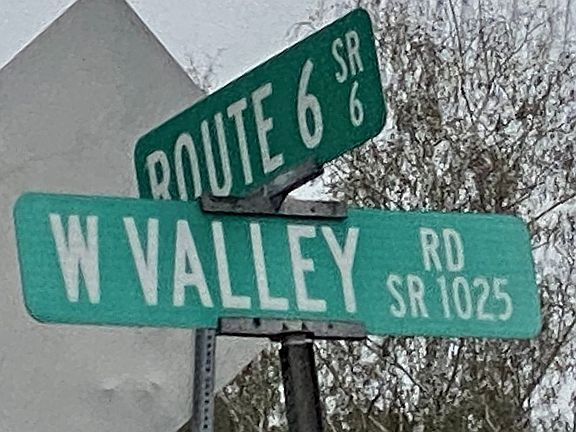 ROUTE 6 SR
6
W VALLEY RD
SR 1025